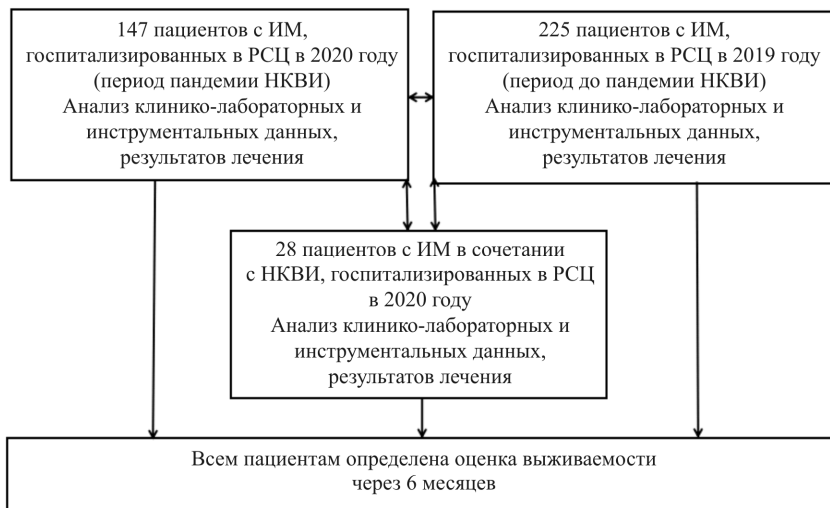 147 пациентов с ИМ,
госпитализированных в РСЦ в 2020 году
(период пандемии НКВИ)
Анализ клинико-лабораторных и
инструментальных данных,
результатов лечения
225 пациентов с ИМ,
госпитализированных в РСЦ в 2019 году
(период до пандемии НКВИ)
Анализ клинико-лабораторных и
инструментальных данных,
результатов лечения
28 пациентов с ИМ в сочетании
с НКВИ, госпитализированных в РСЦ
в 2020 году
Анализ клинико-лабораторных и
инструментальных данных,
результатов лечения
Всем пациентам определена оценка выживаемости
через 6 месяцев